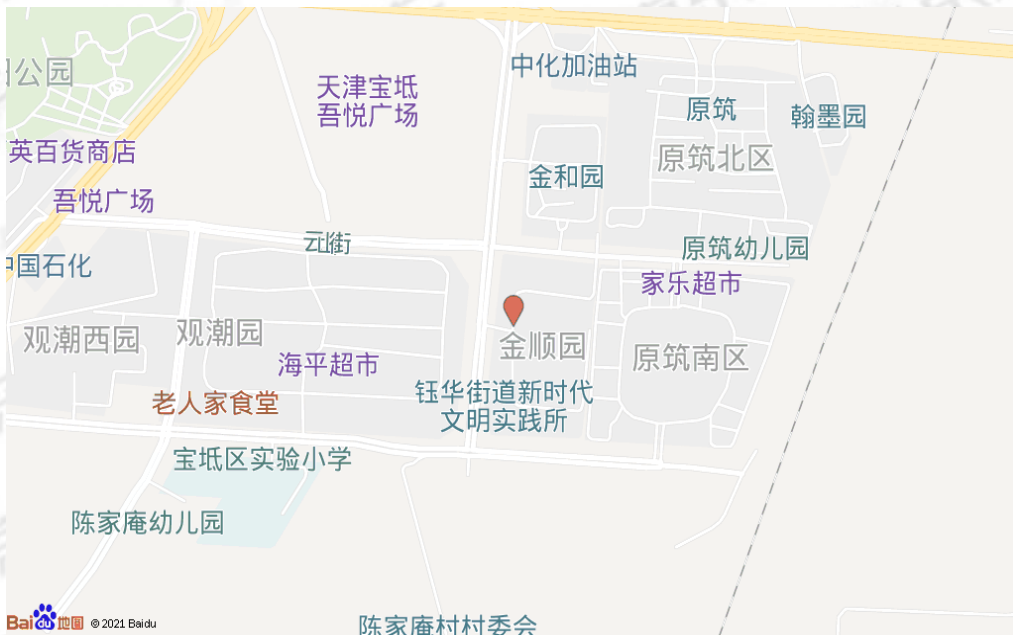 中化加油站
日公园
天津宝坻
吾悦广场
原筑
翰墨园
英百货商店
原筑北区
金和园
吾悦广场
云山街
原筑幼儿园
中国石化
家乐超市
观潮园
观潮西园
金顺园
原筑南区
海平超市
钰华街道新时代
文明实践所
老人家食堂
宝坻区实验小学
陈家庵幼儿园
Bai du 地图 © 2021 Baidu
陈家庵村村委会